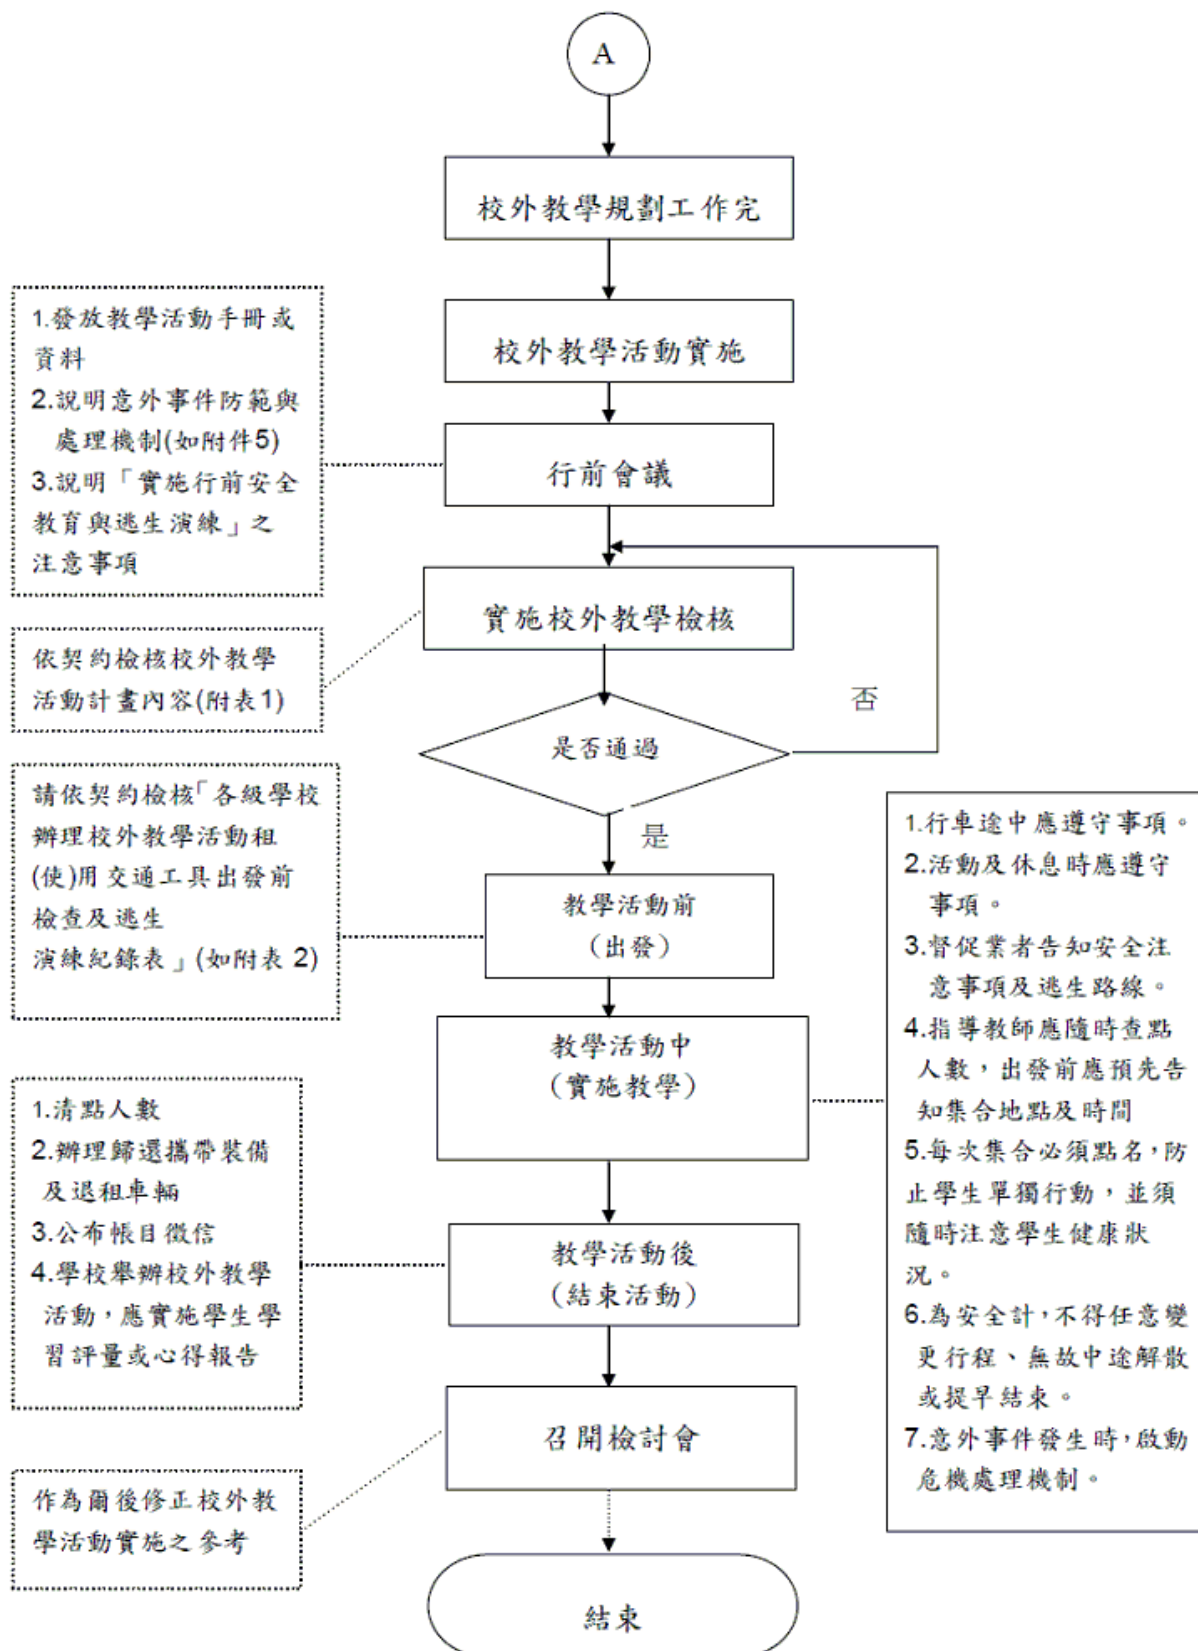 A
校外教學規劃工作完
校外教學活動實施
1.發放教學活動手冊或
資料
2.說明意外事件防範與
處理機制(如附件5)
3.說明「實施行前安全
教育與逃生演練」之
注意事項
行前會議
實施校外教學檢核
依契約檢核校外教學
活動計畫內容(附表1)
否
是否通過
是
請依契約檢核「各級學校
辦理校外教學活動租
(使)用交通工具出發前
檢查及逃生
演練紀錄表」(如附表 2)
教學活動前
（出發）
教學活動中
（實施教學）
1.行車途中應遵守事項。
2.活動及休息時應遵守
事項。
3.督促業者告知安全注
意事項及逃生路線。
4.指導教師應隨時查點
人數，出發前應預先告
知集合地點及時間
5.每次集合必須點名，防
止學生單獨行動，並須
隨時注意學生健康狀
況。
6.為安全計，不得任意變
更行程、無故中途解散
或提早結束。
7.意外事件發生時，啟動
危機處理機制。
1.清點人數
2.辦理歸還攜帶裝備
及退租車輛
3.公布帳目徵信
4.學校舉辦校外教學
活動，應實施學生學
習評量或心得報告
教學活動後
（結束活動）
召開檢討會
作為爾後修正校外教
學活動實施之參考
結束